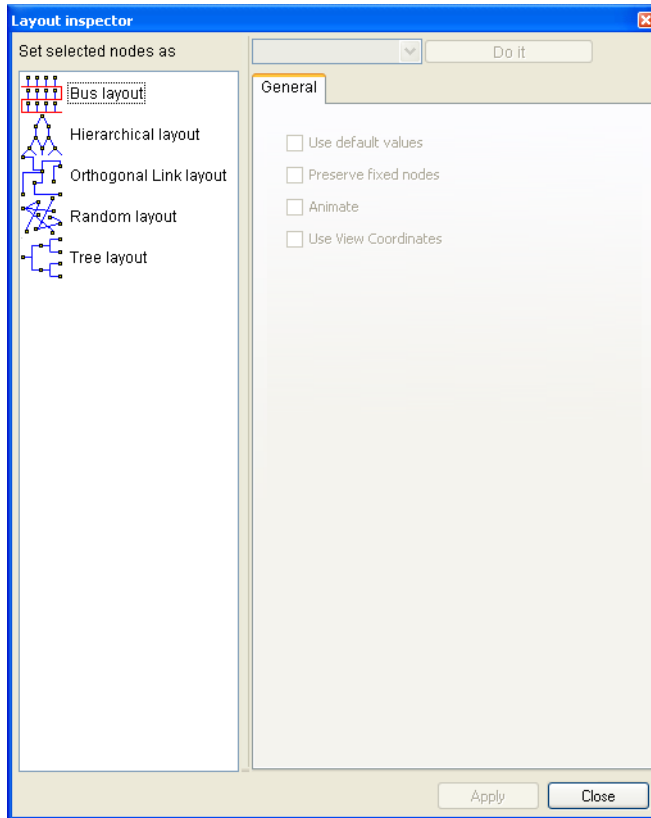 Layout inspector
Set selected nodes as
Do it
Bus layout
Hierarchical layout
Orthogonal Link layout
Random layout
Tree layout
General
Use default values
Preserve fixed nodes
Animate
Use View Coordinates
Apply
Close